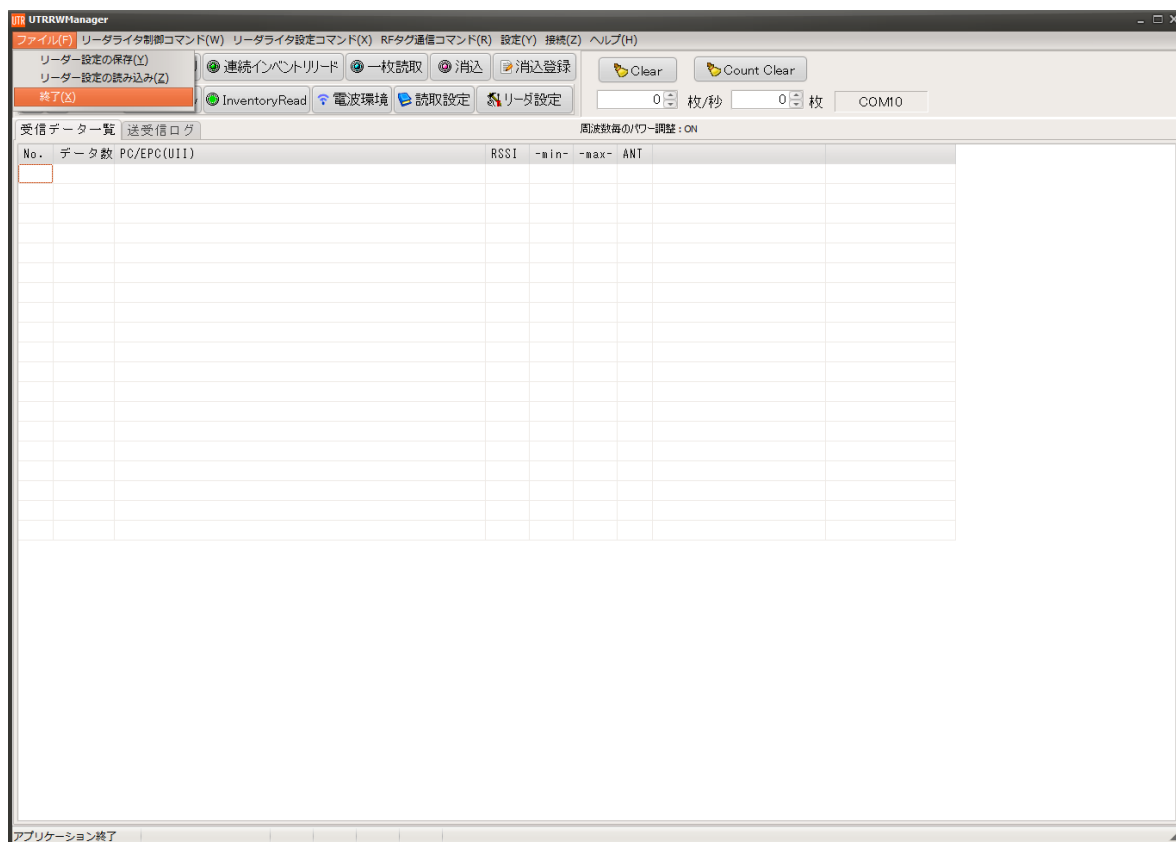 UTR UTRRWManager
ファイル(F) リーダライタ制御コマンド(W) リーダライタ設定コマンド(X) RFタグ通信コマンド(R) 設定(Y) 接続(Z) ヘルプ(H)
リーダー設定の保存(Y)
リーダー設定の読み込み(Z)
終了(X)
連続インベントリリード 一枚読取 消込 消込登録 Clear Count Clear
InventoryRead 電波環境 読取設定 リーダ設定 0 枚/秒 0 枚 COM10
受信データ一覧 送受信ログ 周波数毎のパワー調整：ON
No. データ数 PC/EPC(UII) RSSI -min- -max- ANT
アプリケーション終了